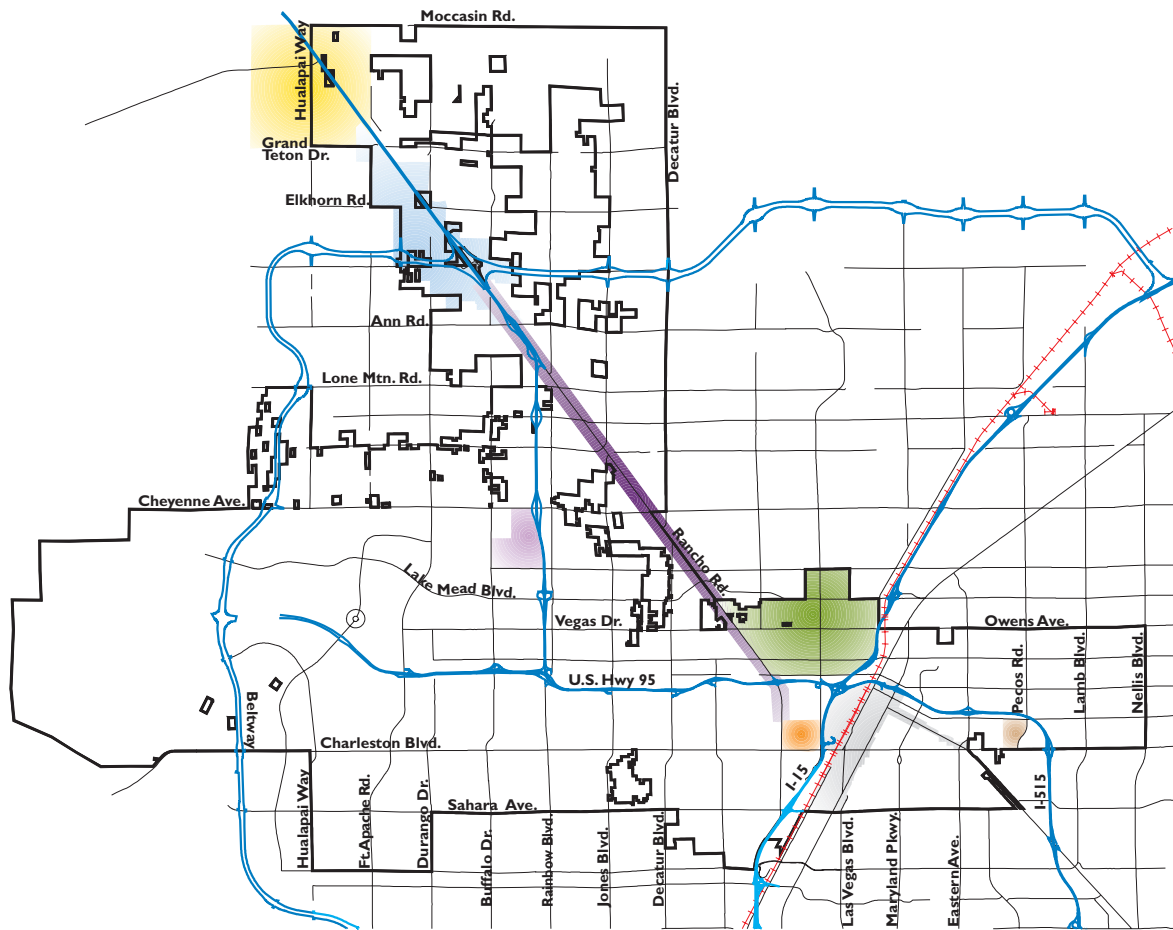 Moccasin Rd.
Hualapai Way
Decatur Blvd.
Grand
Teton Dr.
Elkhorn Rd.
Ann Rd.
Lone Mtn. Rd.
Cheyenne Ave.
Rancho Rd.
Lake Mead Blvd.
Vegas Dr.
Owens Ave.
U.S. Hwy 95
Pecos Rd.
Lamb Blvd.
Nellis Blvd.
Beltway
Charleston Blvd.
I-15
I-515
Sahara Ave.
Hualapai Way
Ft.Apache Rd.
Durango Dr.
Buffalo Dr.
Rainbow Blvd.
Jones Blvd.
Decatur Blvd.
Las Vegas Blvd.
Maryland Pkwy.
Eastern Ave.